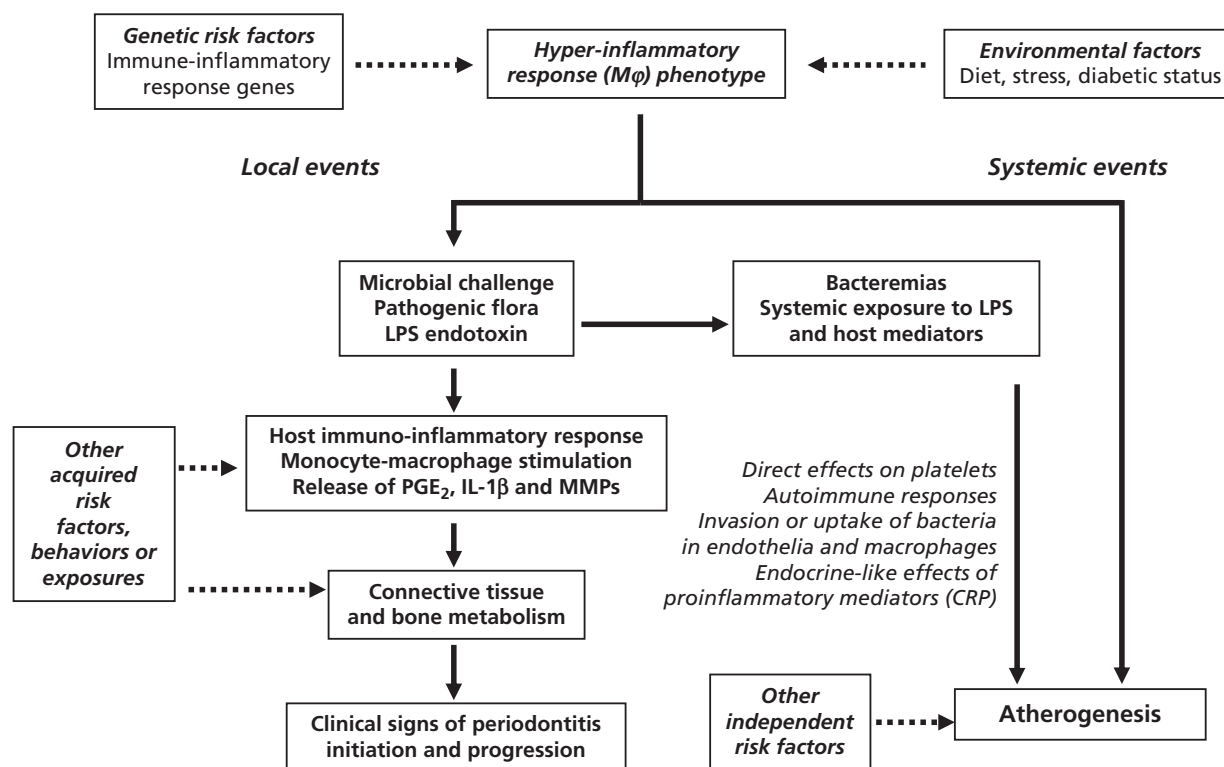 Genetic risk factors
Immune-inflammatory
response genes
Hyper-inflammatory
response (Mφ) phenotype
Environmental factors
Diet, stress, diabetic status
Local events
Systemic events
Microbial challenge
Pathogenic flora
LPS endotoxin
Bacteremias
Systemic exposure to LPS
and host mediators
Other
acquired
risk
factors,
behaviors or
exposures
Host immuno-inflammatory response
Monocyte-macrophage stimulation
Release of PGE₂, IL-1β and MMPs
Direct effects on platelets
Autoimmune responses
Invasion or uptake of bacteria
in endothelia and macrophages
Endocrine-like effects of
proinflammatory mediators (CRP)
Connective tissue
and bone metabolism
Clinical signs of periodontitis
initiation and progression
Other
independent
risk factors
Atherogenesis